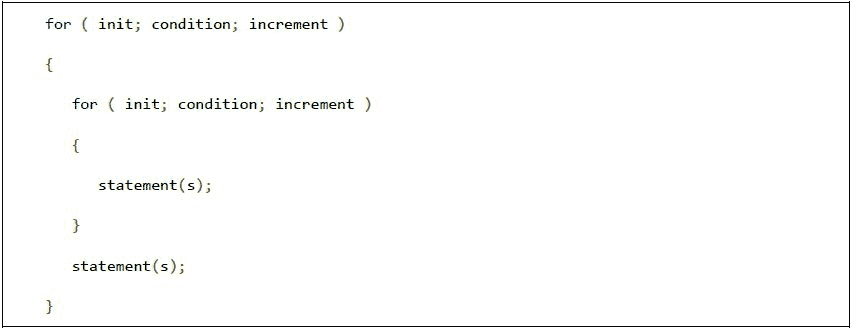 for ( init; condition; increment )
{
for ( init; condition; increment )
{
statement(s);
}
statement(s);
}